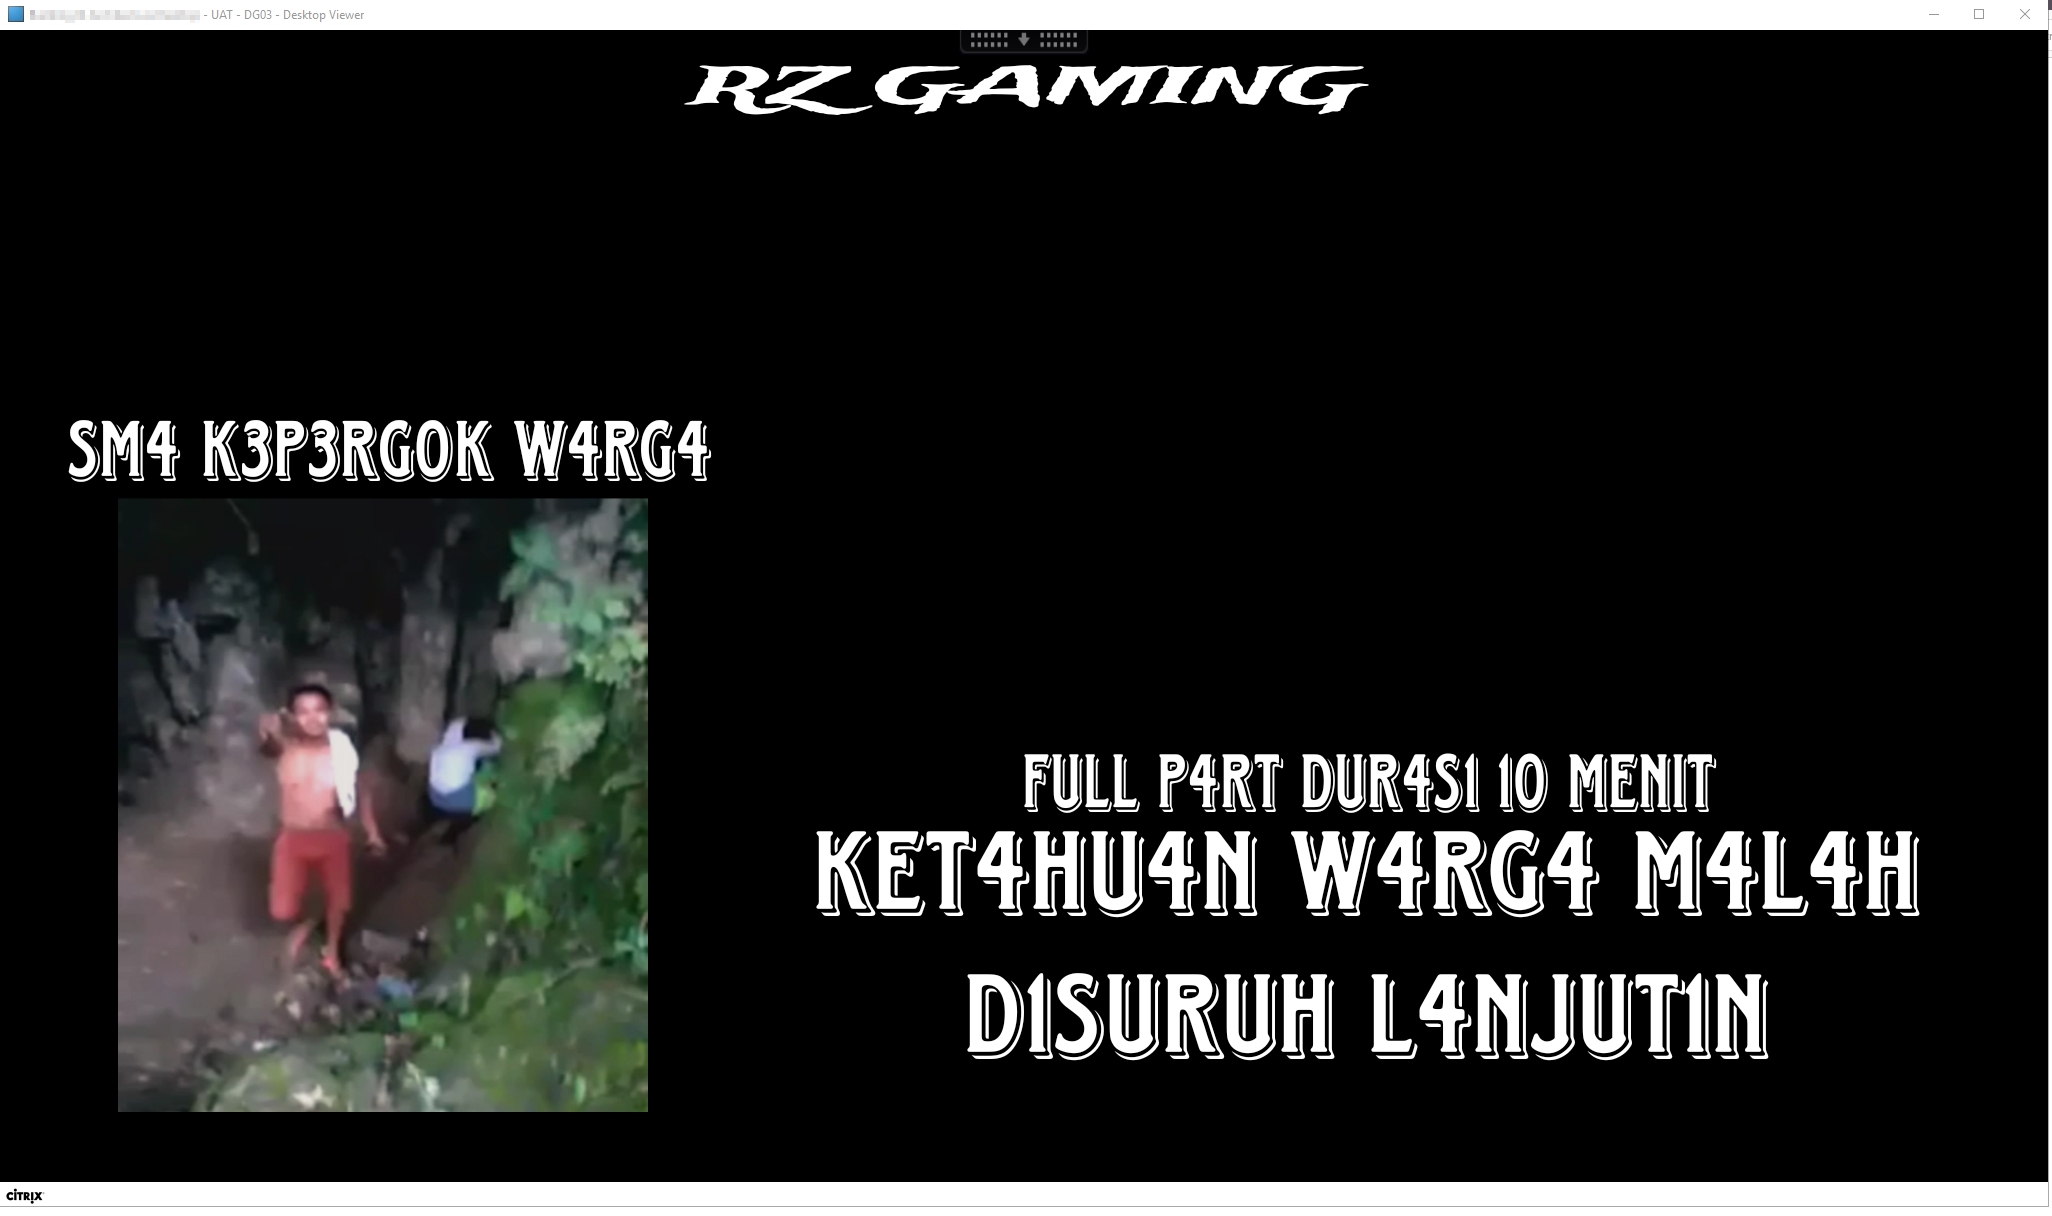 - UAT - DG03 - Desktop Viewer
RZ GAMING
SM4 K3P3RGOK W4RG4
FULL P4RT DUR4S1 10 MENIT
KET4HU4N W4RG4 M4L4H
D1SURUH L4NJUT1N
CITRIX